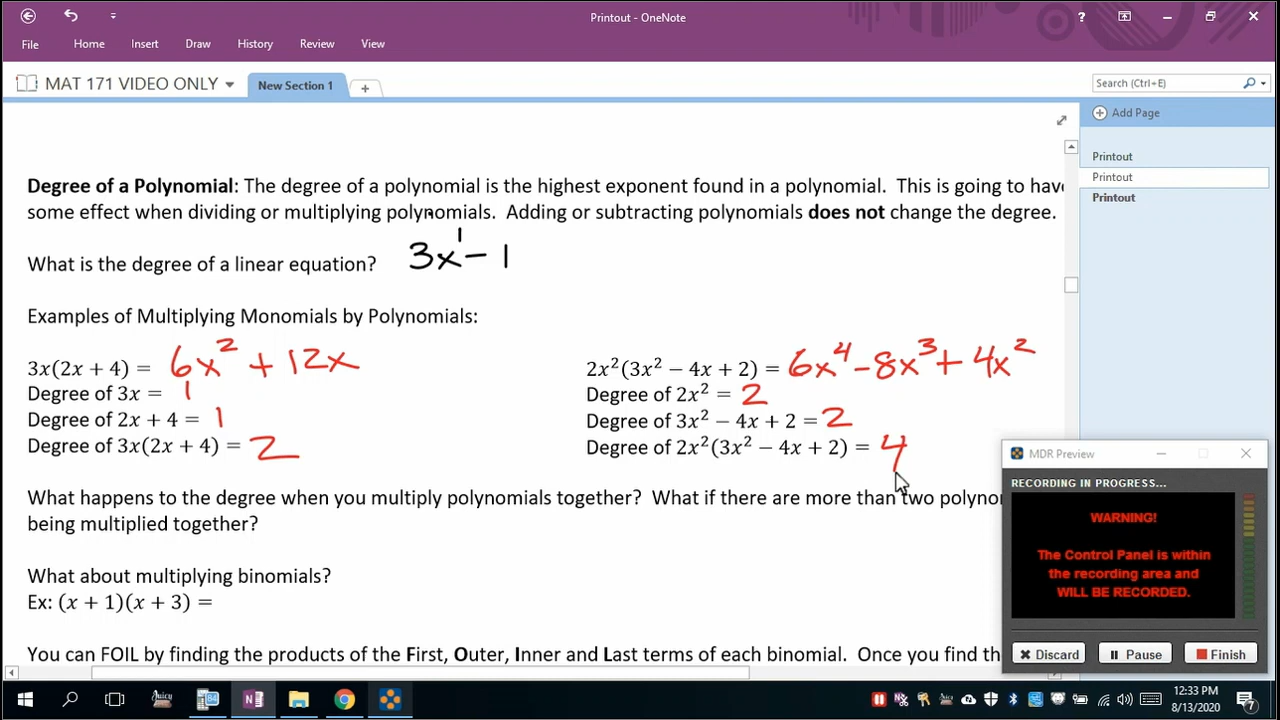 Printout - OneNote
?
File Home Insert Draw History Review View
MAT 171 VIDEO ONLY New Section 1 +
Search (Ctrl+E)
Add Page
Printout
Printout
Printout
Degree of a Polynomial: The degree of a polynomial is the highest exponent found in a polynomial. This is going to have
some effect when dividing or multiplying polynomials. Adding or subtracting polynomials does not change the degree.
What is the degree of a linear equation? 3x¹ − 1
Examples of Multiplying Monomials by Polynomials:
3x(2x + 4) = 6x² + 12x
Degree of 3x = 1
Degree of 2x + 4 = 1
Degree of 3x(2x + 4) = 2
2x²(3x² − 4x + 2) = 6x⁴ − 8x³ + 4x²
Degree of 2x² = 2
Degree of 3x² − 4x + 2 = 2
Degree of 2x²(3x² − 4x + 2) = 4
What happens to the degree when you multiply polynomials together? What if there are more than two
being multiplied together?
What about multiplying binomials?
Ex: (x + 1)(x + 3) =
You can FOIL by finding the products of the First, Outer, Inner and Last terms of each binomial. Once you find
MDR Preview
RECORDING IN PROGRESS...
WARNING!
The Control Panel is within
the recording area and
WILL BE RECORDED.
Discard Pause Finish
12:33 PM
8/13/2020
7